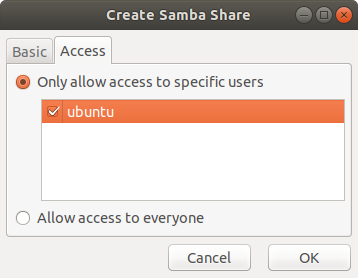 Create Samba Share
Basic Access
Only allow access to specific users
ubuntu
Allow access to everyone
Cancel OK